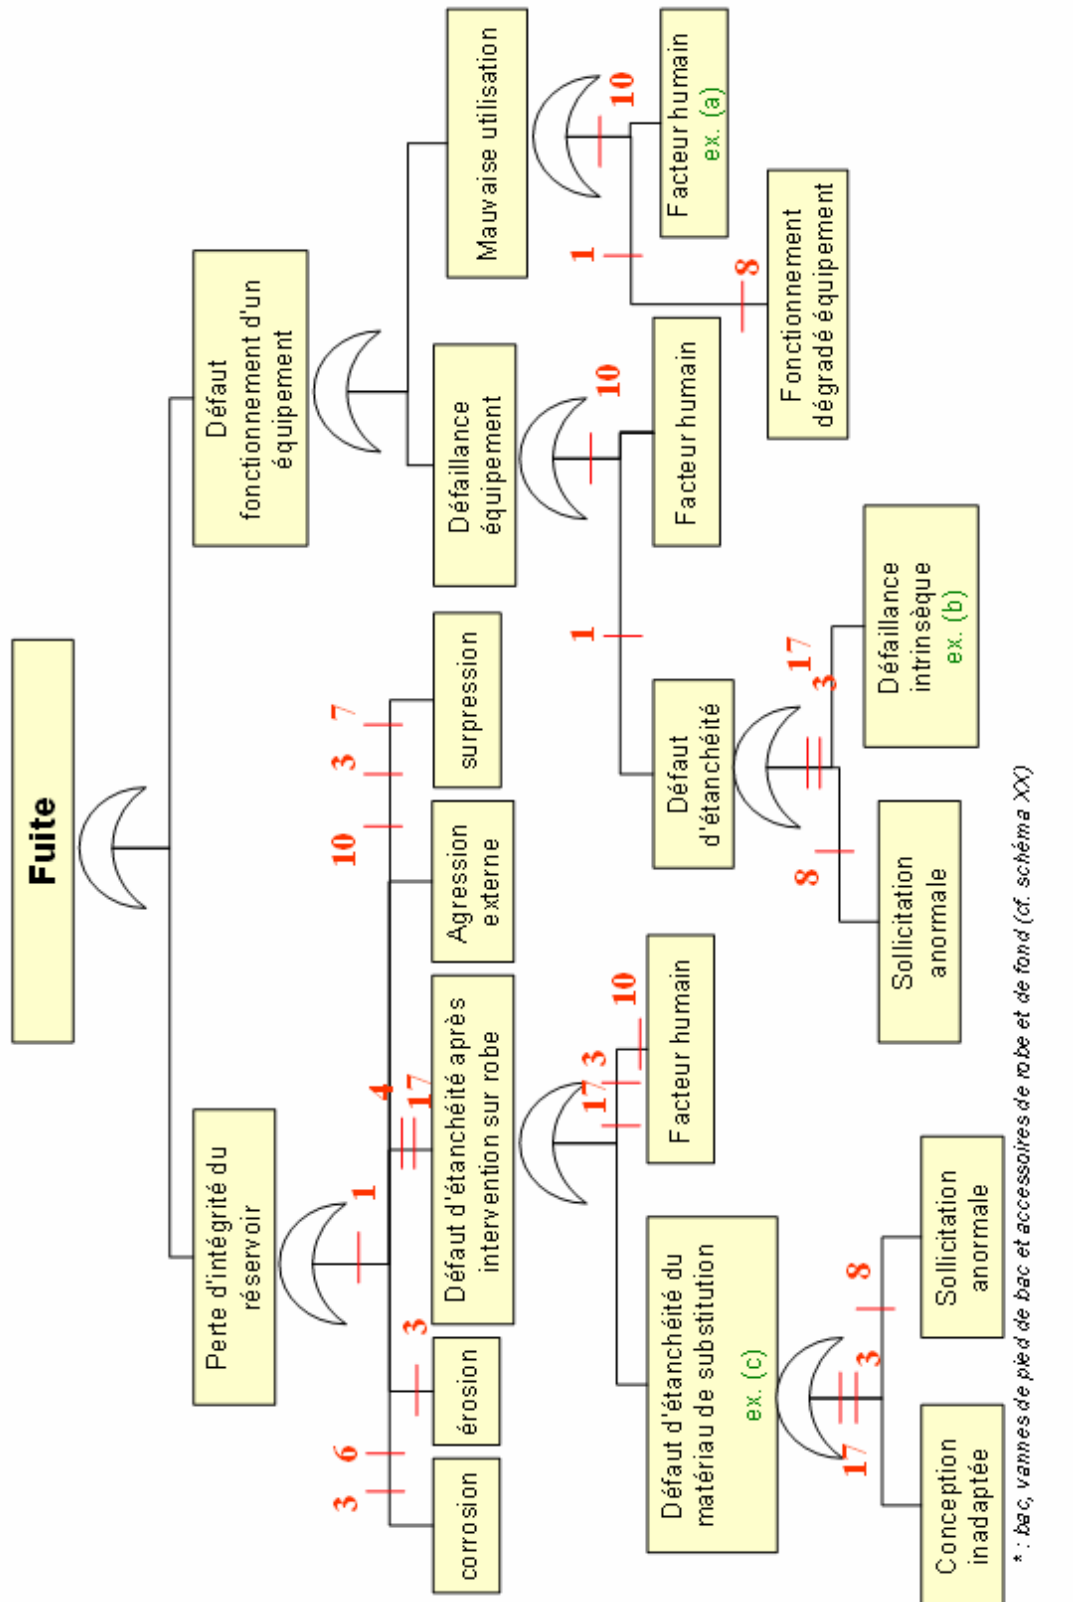 Fuite
Perte d'intégrité du
réservoir
Défaut
fonctionnement d'un
équipement
1
3
6
3
4
17
10
3
7
corrosion
érosion
Défaut d'étanchéité après
intervention sur robe
Agression
externe
surpression
Défaillance
équipement
Mauvaise utilisation
17
3
10
1
10
1
10
8
Défaut d'étanchéité du
matériau de substitution
ex. (c)
Facteur humain
Défaut
d'étanchéité
Facteur humain
Facteur humain
ex. (a)
Fonctionnement
dégradé équipement
17
3
8
8
3
17
Conception
inadaptée
Sollicitation
anormale
Sollicitation
anormale
Défaillance
intrinsèque
ex. (b)
* : bac, vannes de pied de bac et accessoires de robe et de fond (cf. schéma XX)